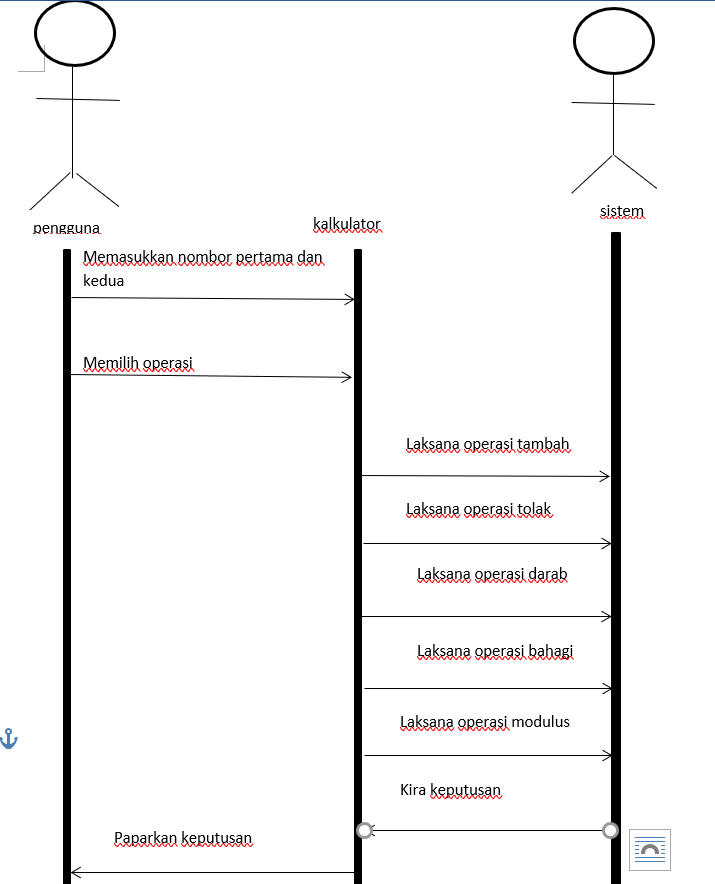 pengguna
kalkulator
sistem
Memasukkan nombor pertama dan
kedua
Memilih operasi
Laksana operasi tambah
Laksana operasi tolak
Laksana operasi darab
Laksana operasi bahagi
Laksana operasi modulus
Kira keputusan
Paparkan keputusan